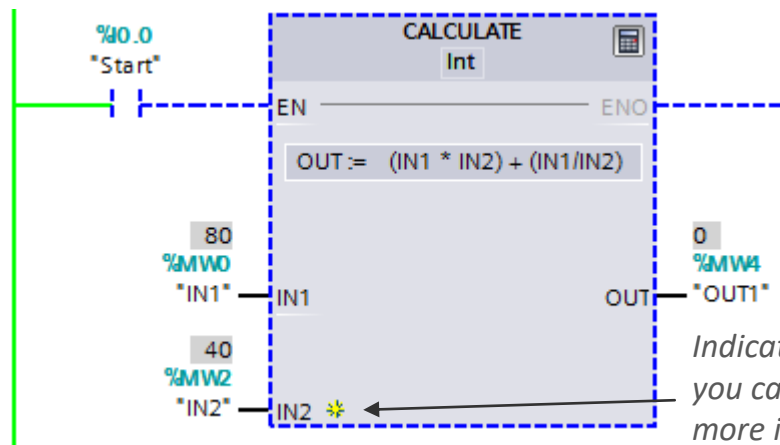 %I0.0
"Start"
CALCULATE
Int
EN
ENO
OUT := (IN1 * IN2) + (IN1/IN2)
80
%MW0
"IN1"
IN1
0
%MW4
OUT
"OUT1"
40
%MW2
"IN2"
IN2
Indicat
you ca
more i